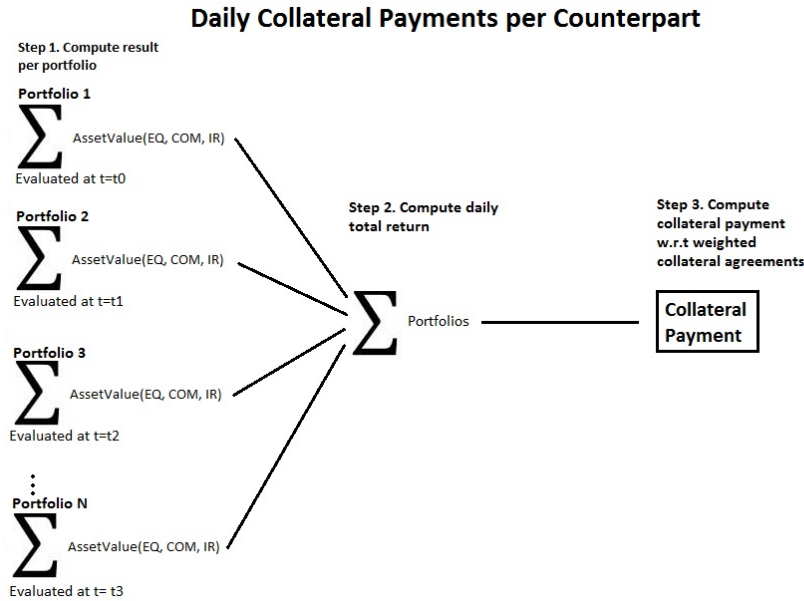 Daily Collateral Payments per Counterpart
Step 1. Compute result
per portfolio
Portfolio 1
∑ AssetValue(EQ, COM, IR)
Evaluated at t=t0
Portfolio 2
∑ AssetValue(EQ, COM, IR)
Evaluated at t=t1
Portfolio 3
∑ AssetValue(EQ, COM, IR)
Evaluated at t=t2
⋮
Portfolio N
∑ AssetValue(EQ, COM, IR)
Evaluated at t= t3
Step 2. Compute daily
total return
∑ Portfolios
Step 3. Compute
collateral payment
w.r.t weighted
collateral agreements
Collateral
Payment